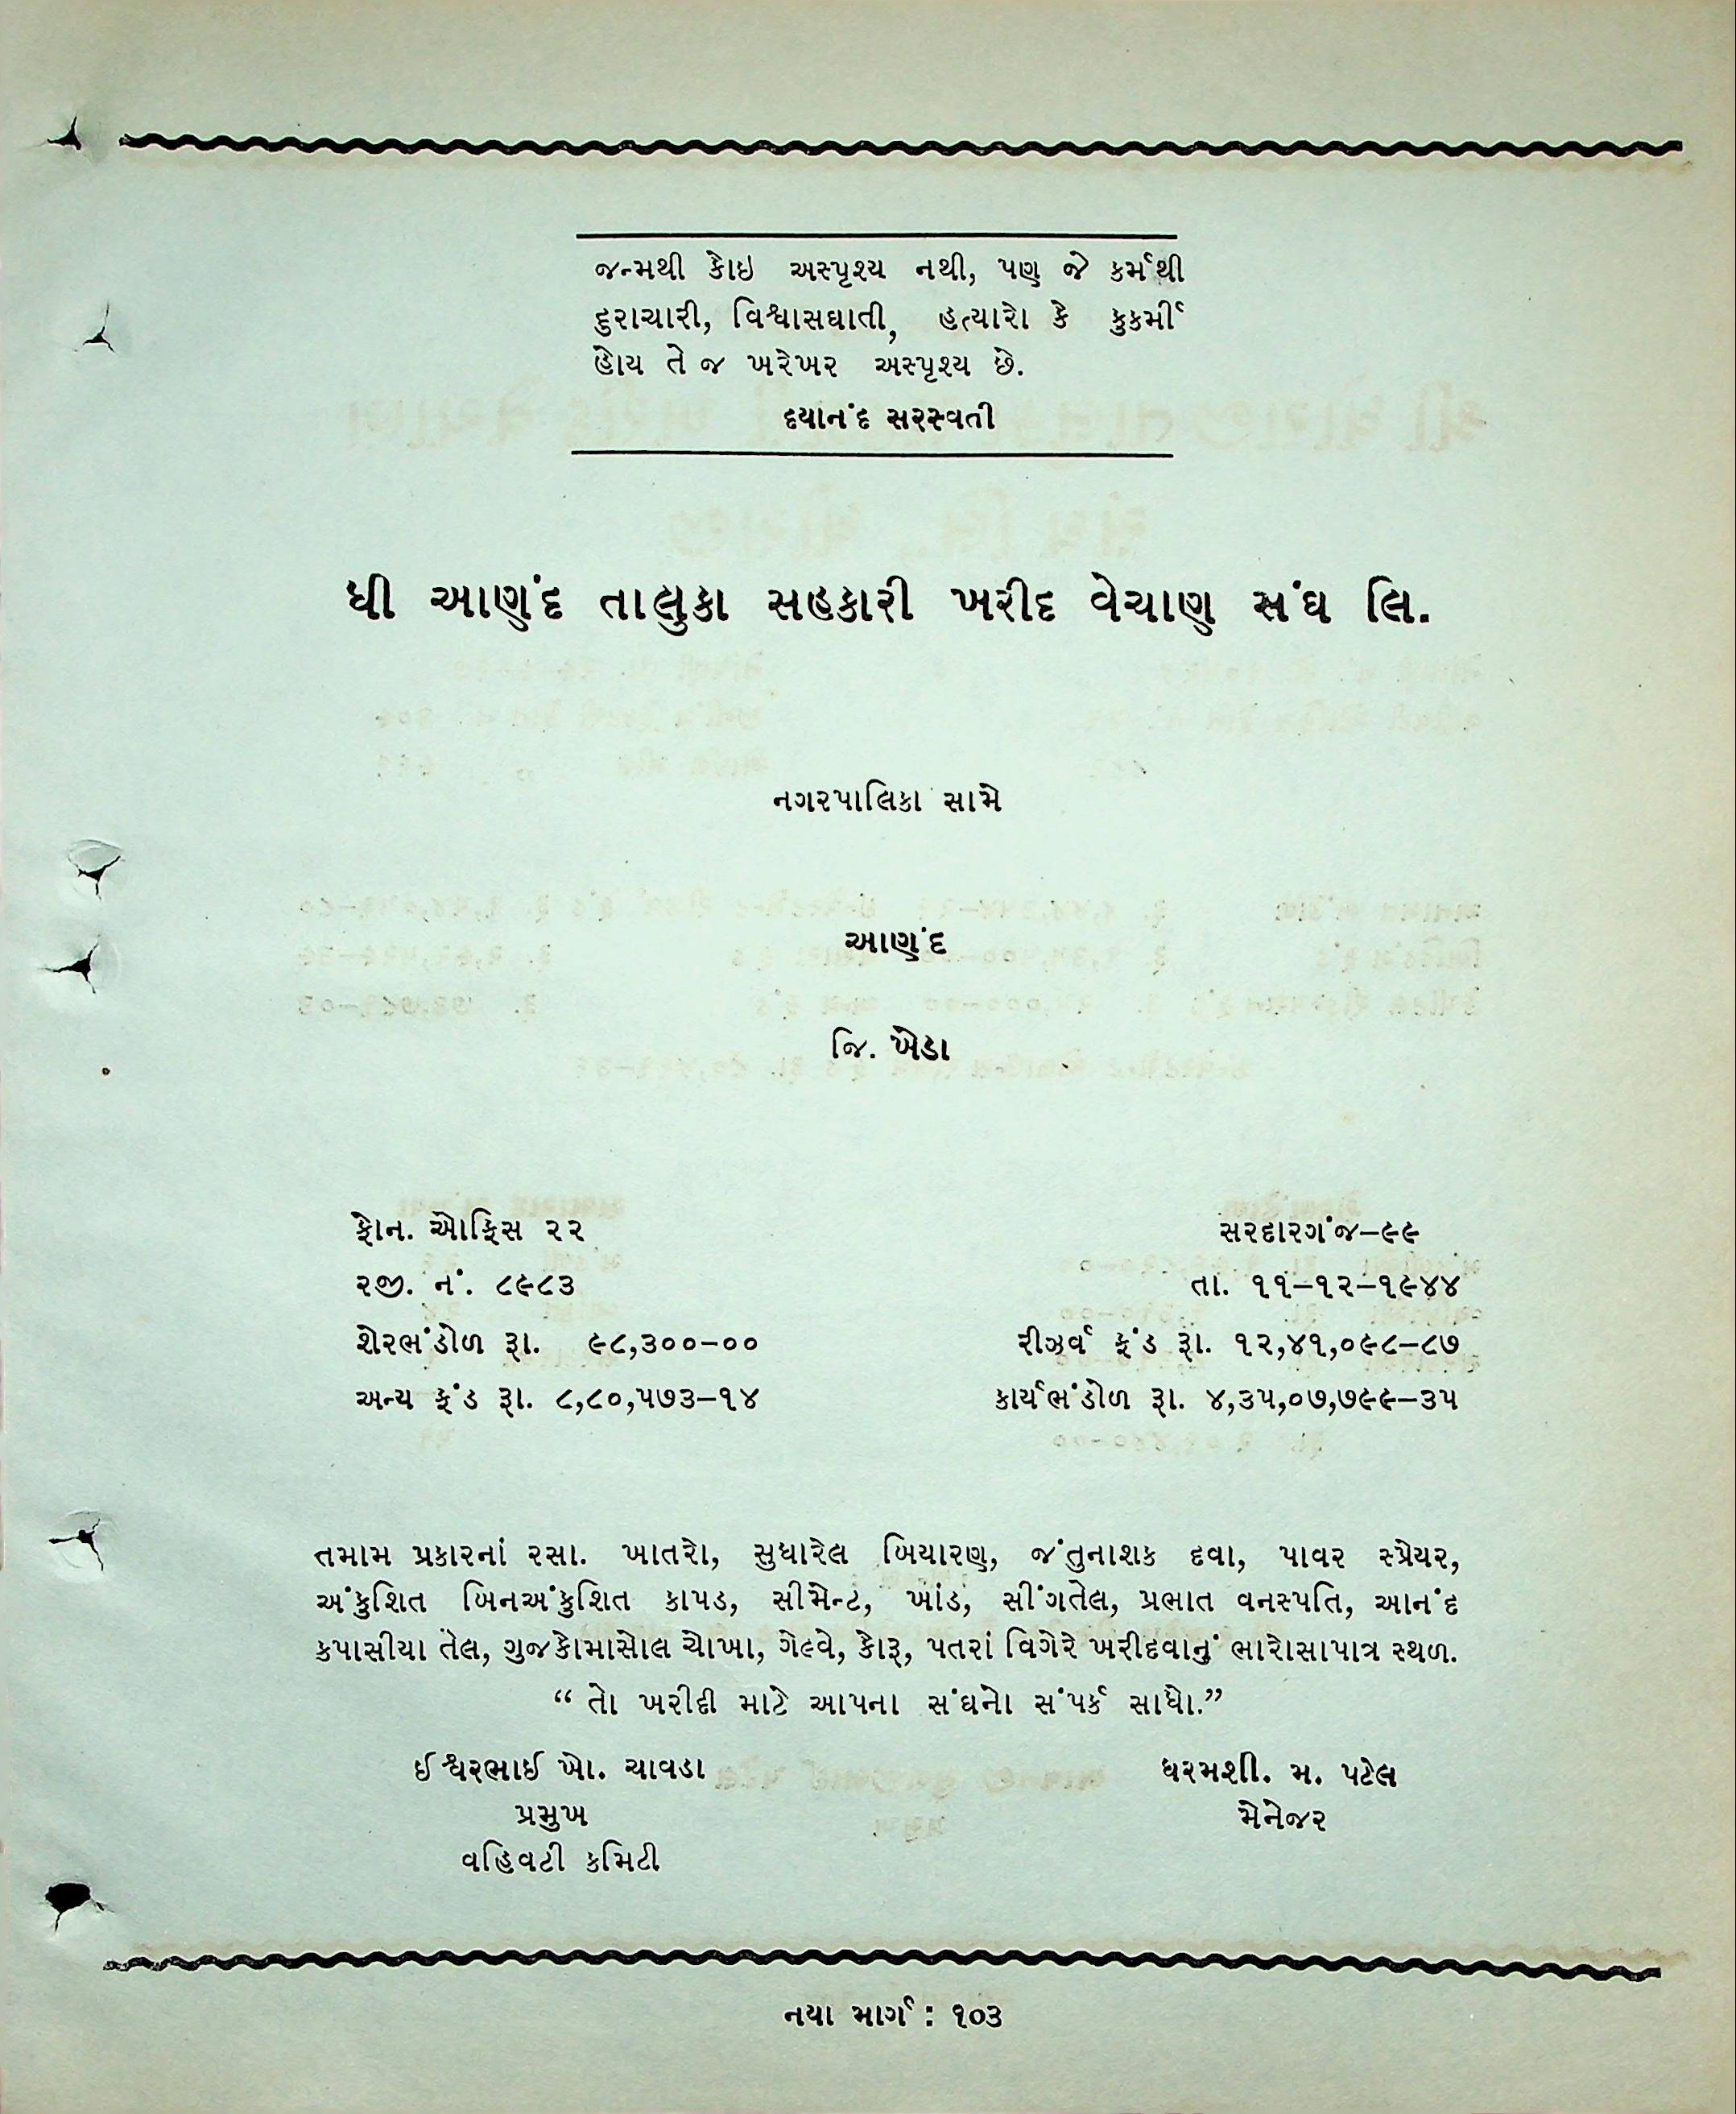 જન્મથી કોઇ અસ્પૃશ્ય નથી, પણ જે કર્મથી
દુરાચારી, વિશ્વાસઘાતી, હત્યારો કે કુકર્મી
હોય તે જ ખરેખર અસ્પૃશ્ય છે.
દયાનંદ સરસ્વતી
ધી આણંદ તાલુકા સહકારી ખરીદ વેચાણ સંઘ લિ.
નગરપાલિકા સામે
આણંદ
જિ. ખેડા
ફોન. ઓફિસ ૨૨ સરદારગંજ–૯૯
રજી. નં. ૮૯૮૩ તા. ૧૧–૧૨–૧૯૪૪
શેરભંડોળ રૂા. ૯૮,૩૦૦–૦૦ રીઝર્વ ફંડ રૂા. ૧૨,૪૧,૦૯૮–૮૭
અન્ય ફંડ રૂા. ૮,૮૦,૫૭૩–૧૪ કાર્યભંડોળ રૂા. ૪,૩૫,૦૭,૭૯૯–૩૫
તમામ પ્રકારનાં રસા. ખાતરો, સુધારેલ બિયારણ, જંતુનાશક દવા, પાવર સ્પ્રેયર,
અંકુશિત બિનઅંકુશિત કાપડ, સીમેન્ટ, ખાંડ, સીંગતેલ, પ્રભાત વનસ્પતિ, આનંદ
કપાસીયા તેલ, ગુજકોમાસોલ ચોખા, ગેલ્વે, કોરૂ, પતરાં વિગેરે ખરીદવાનું ભારોસાપાત્ર સ્થળ.
“ તો ખરીદી માટે આપના સંઘનો સંપર્ક સાધો.”
ઈશ્વરભાઈ ખો. ચાવડા ધરમશી. મ. પટેલ
પ્રમુખ મેનેજર
વહિવટી કમિટી
નયા માર્ગ : ૧૦૩